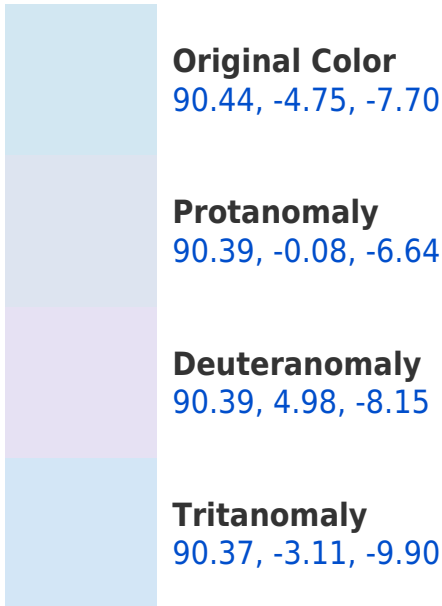 Original Color
90.44, -4.75, -7.70
Protanomaly
90.39, -0.08, -6.64
Deuteranomaly
90.39, 4.98, -8.15
Tritanomaly
90.37, -3.11, -9.90